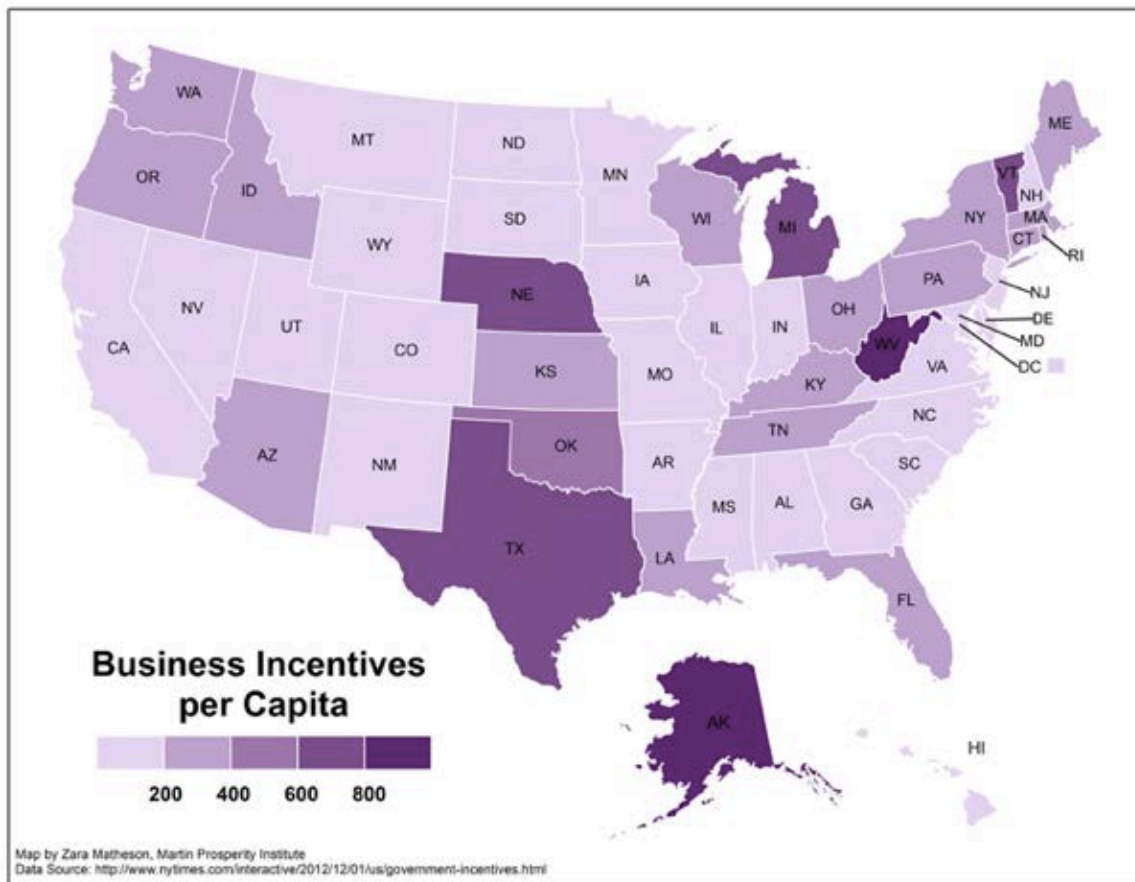 WA
MT
ND
MN
ME
OR
ID
SD
WI
MI
VT
NH
NY
MA
CT
RI
WY
IA
NE
PA
NJ
NV
UT
CO
IL
IN
OH
WV
DE
MD
DC
CA
KS
MO
KY
VA
AZ
NM
OK
AR
TN
NC
SC
TX
LA
MS
AL
GA
FL
Business Incentives
per Capita
200 400 600 800
AK
HI
Map by Zara Matheson, Martin Prosperity Institute
Data Source: http://www.nytimes.com/interactive/2012/12/01/us/government-incentives.html